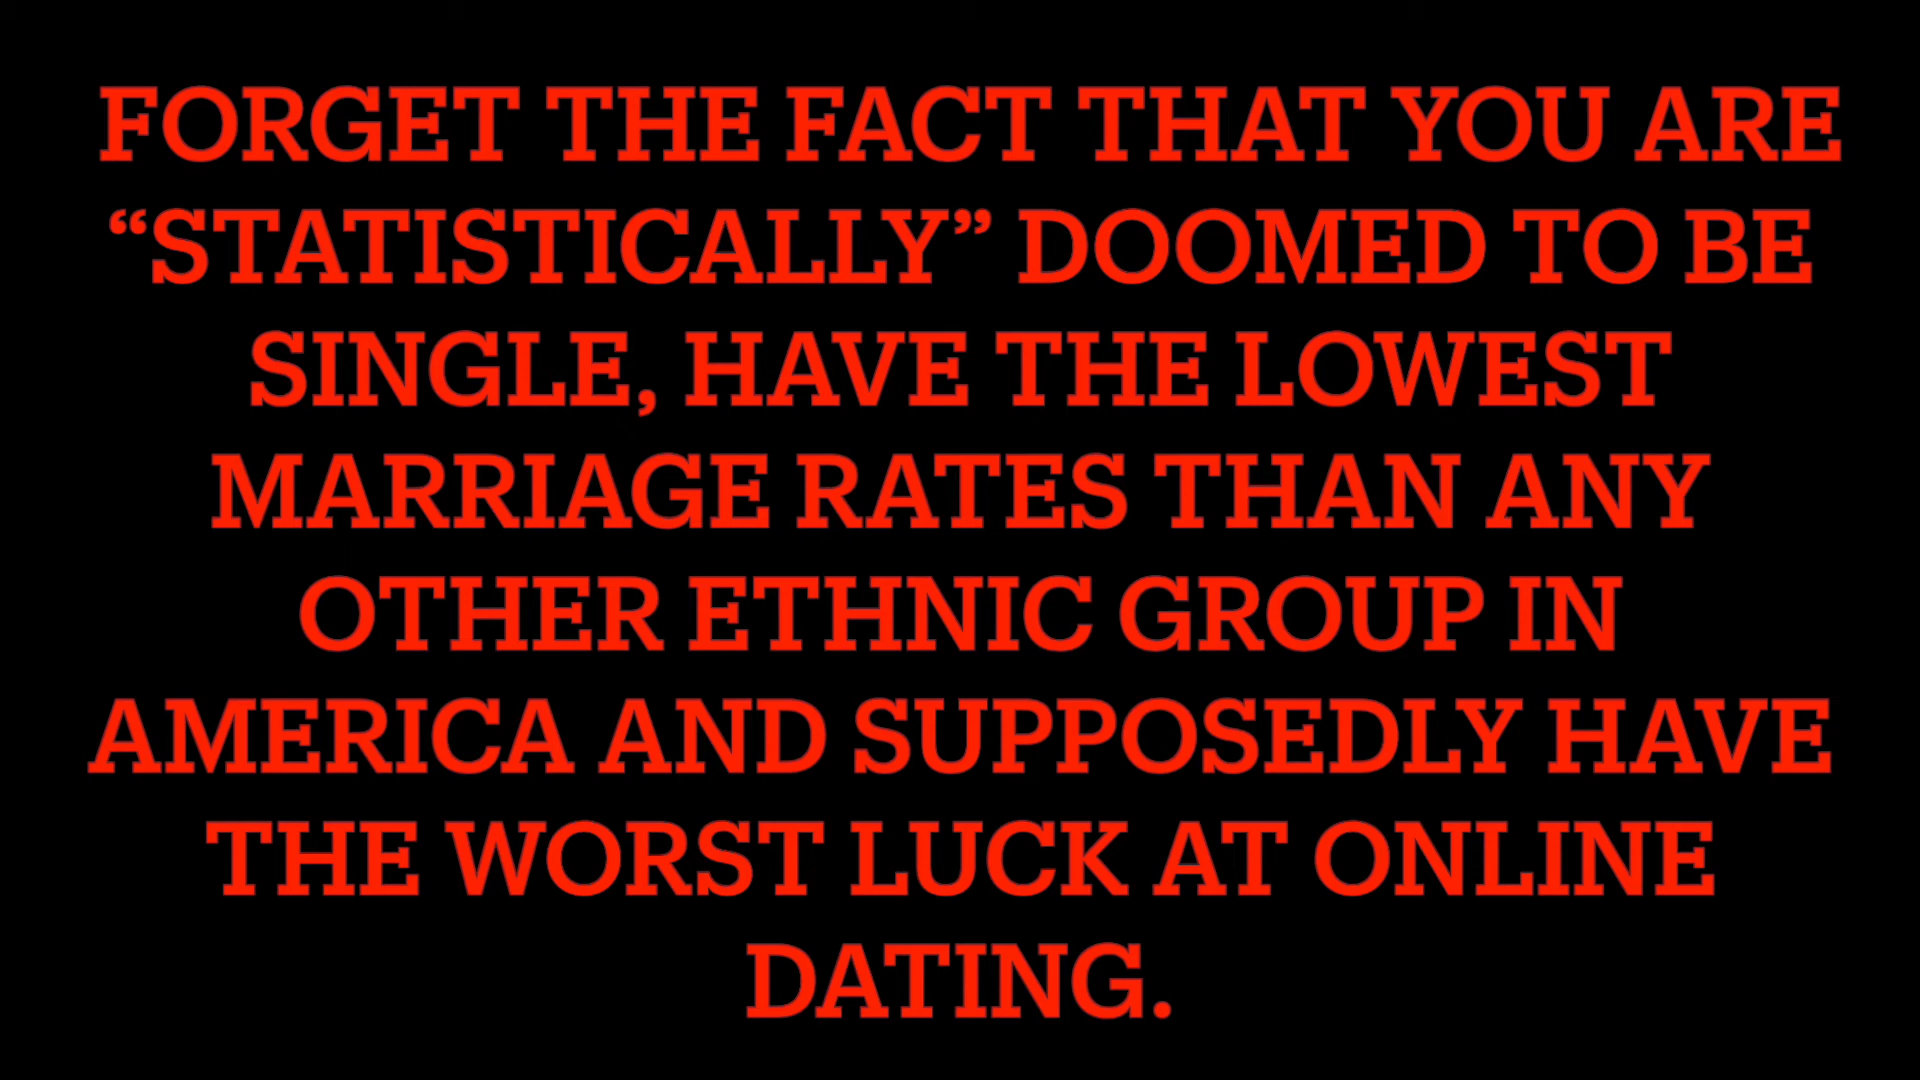 FORGET THE FACT THAT YOU ARE
“STATISTICALLY” DOOMED TO BE
SINGLE, HAVE THE LOWEST
MARRIAGE RATES THAN ANY
OTHER ETHNIC GROUP IN
AMERICA AND SUPPOSEDLY HAVE
THE WORST LUCK AT ONLINE
DATING.